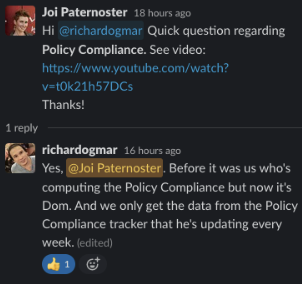 Joi Paternoster 18 hours ago
Hi @richardogmar Quick question regarding
Policy Compliance. See video:
https://www.youtube.com/watch?
v=t0k21h57DCs
Thanks!
1 reply
richardogmar 16 hours ago
Yes, @Joi Paternoster. Before it was us who's
computing the Policy Compliance but now it's
Dom. And we only get the data from the Policy
Compliance tracker that he's updating every
week. (edited)
1